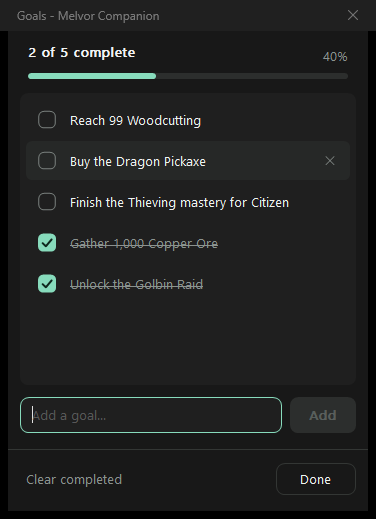 Goals - Melvor Companion
2 of 5 complete
40%
Reach 99 Woodcutting
Buy the Dragon Pickaxe
Finish the Thieving mastery for Citizen
Gather 1,000 Copper Ore
Unlock the Golbin Raid
Add a goal...
Add
Clear completed
Done